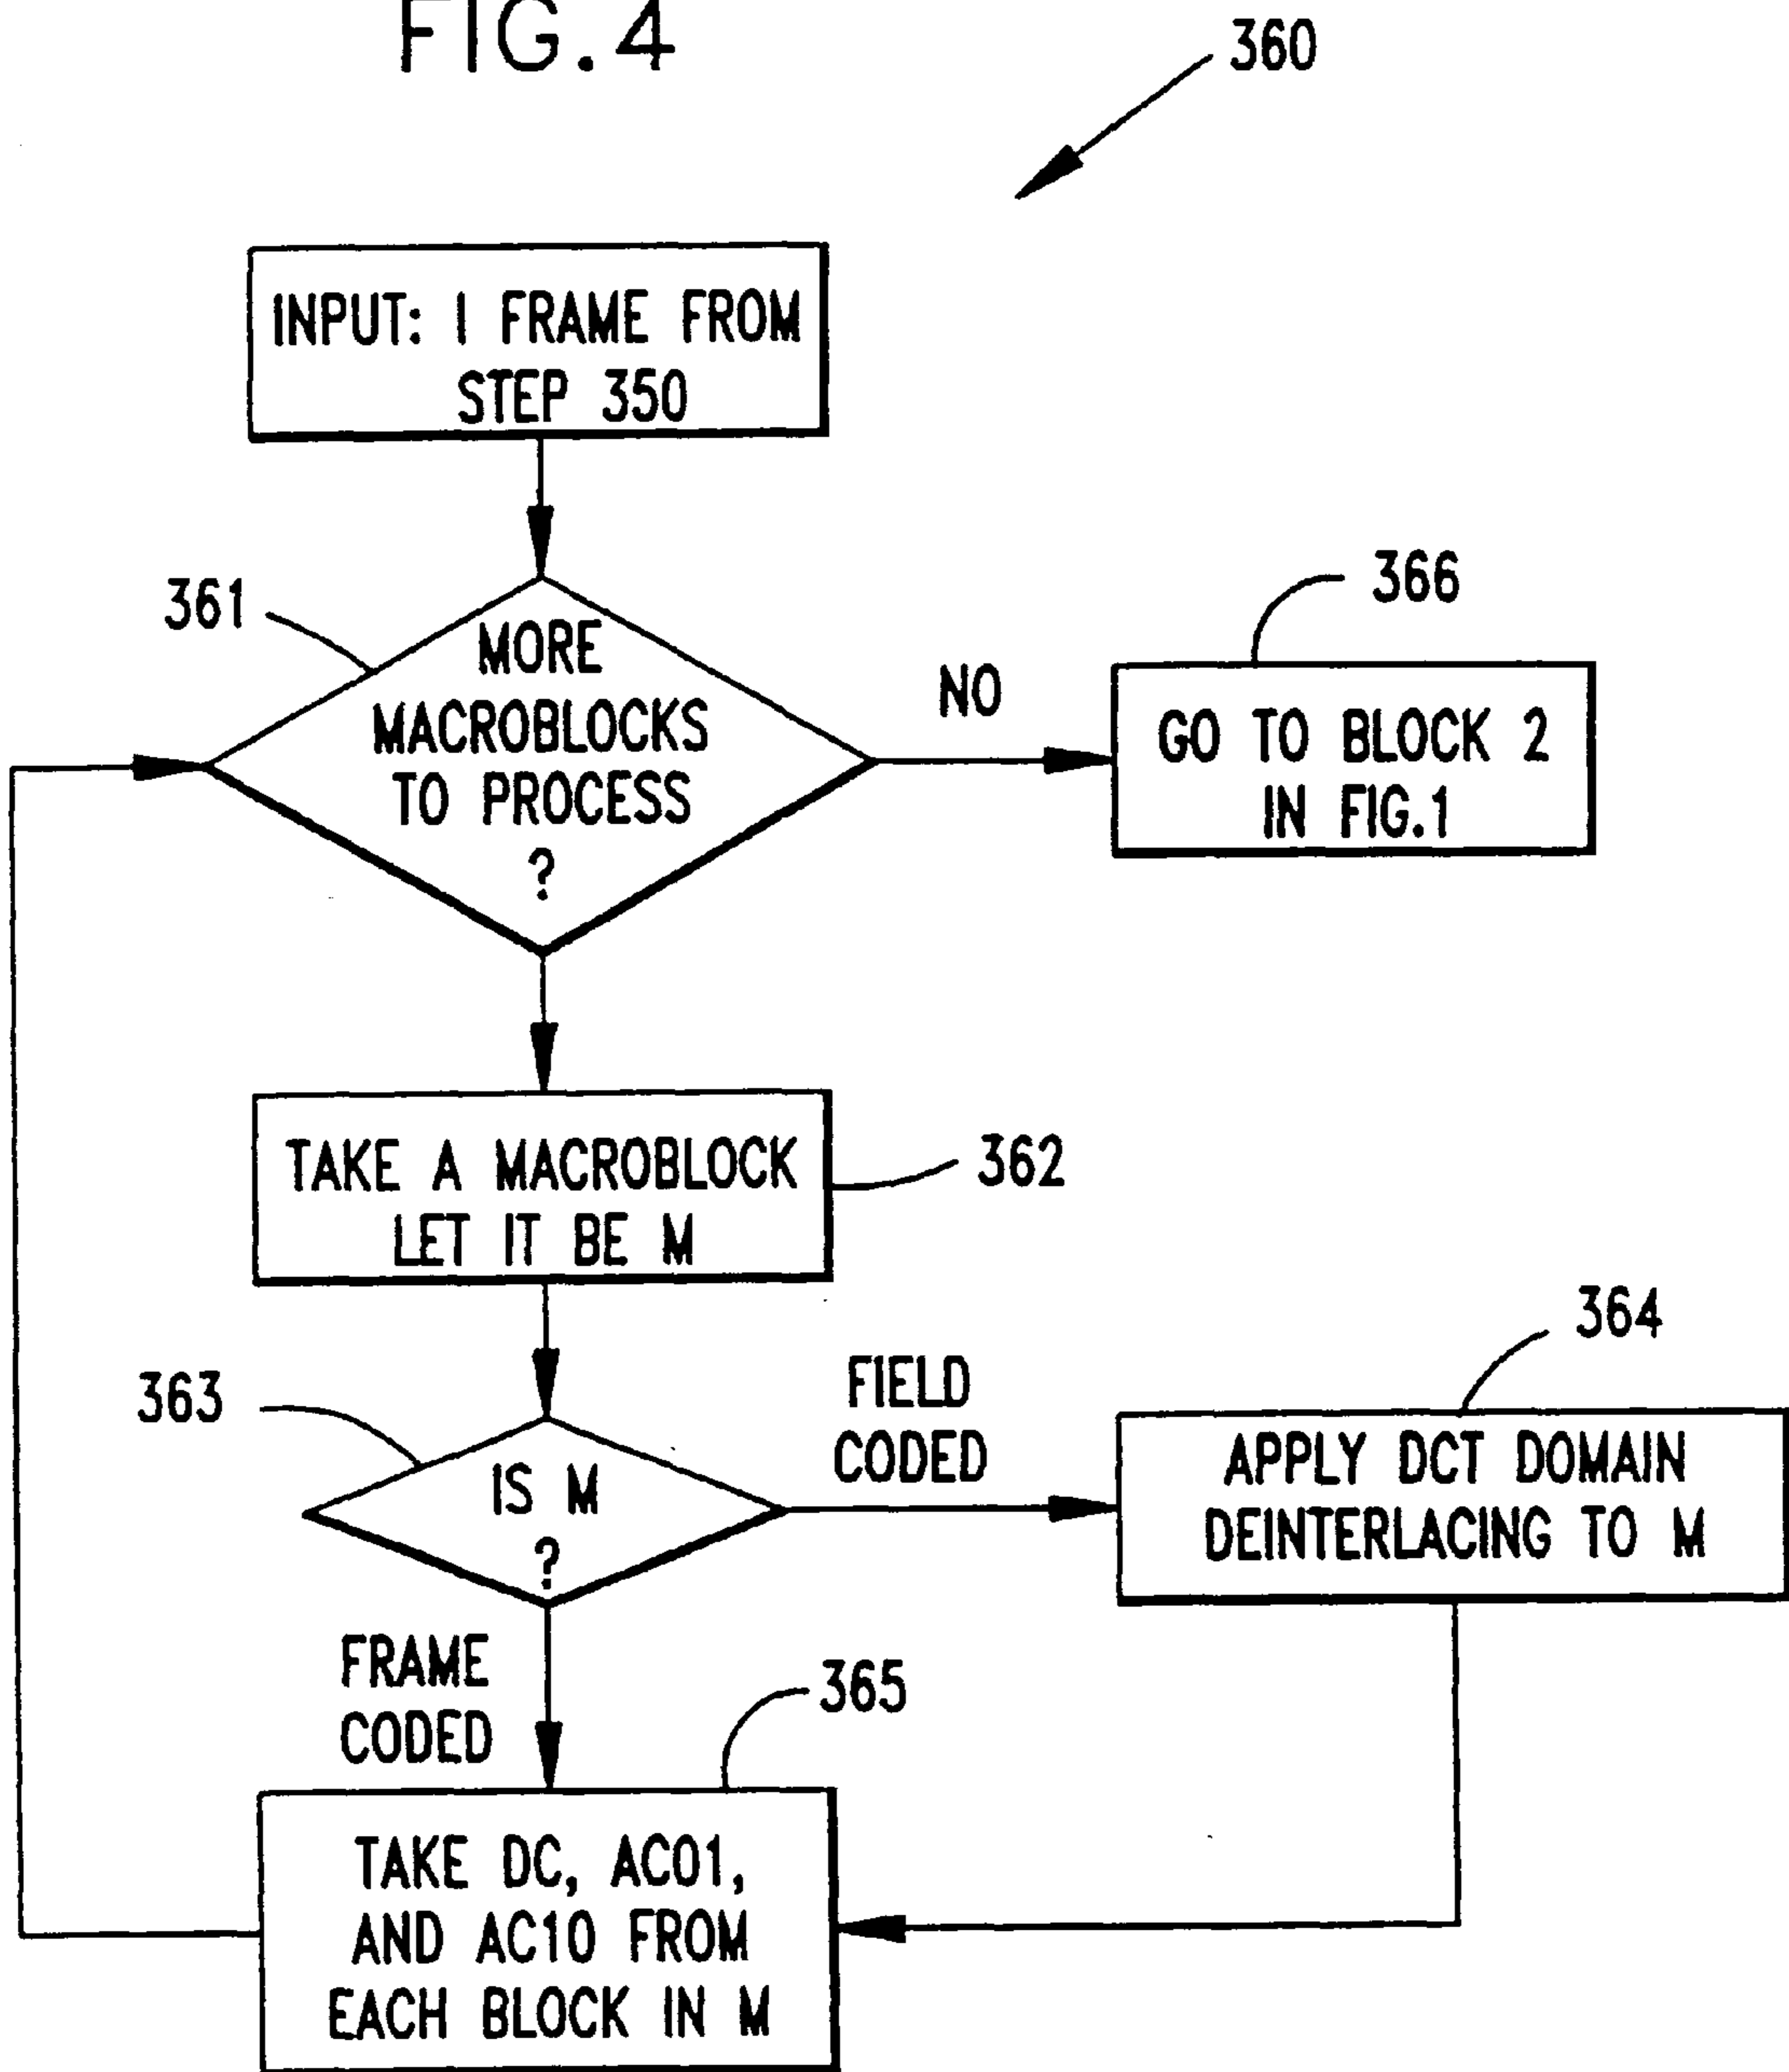 FIG.4
360
INPUT: I FRAME FROM
STEP 350
361
MORE
MACROBLOCKS
TO PROCESS
?
NO
366
GO TO BLOCK 2
IN FIG.1
TAKE A MACROBLOCK
LET IT BE M
362
363
IS M
?
FIELD
CODED
364
APPLY DCT DOMAIN
DEINTERLACING TO M
FRAME
CODED
365
TAKE DC, AC01,
AND AC10 FROM
EACH BLOCK IN M